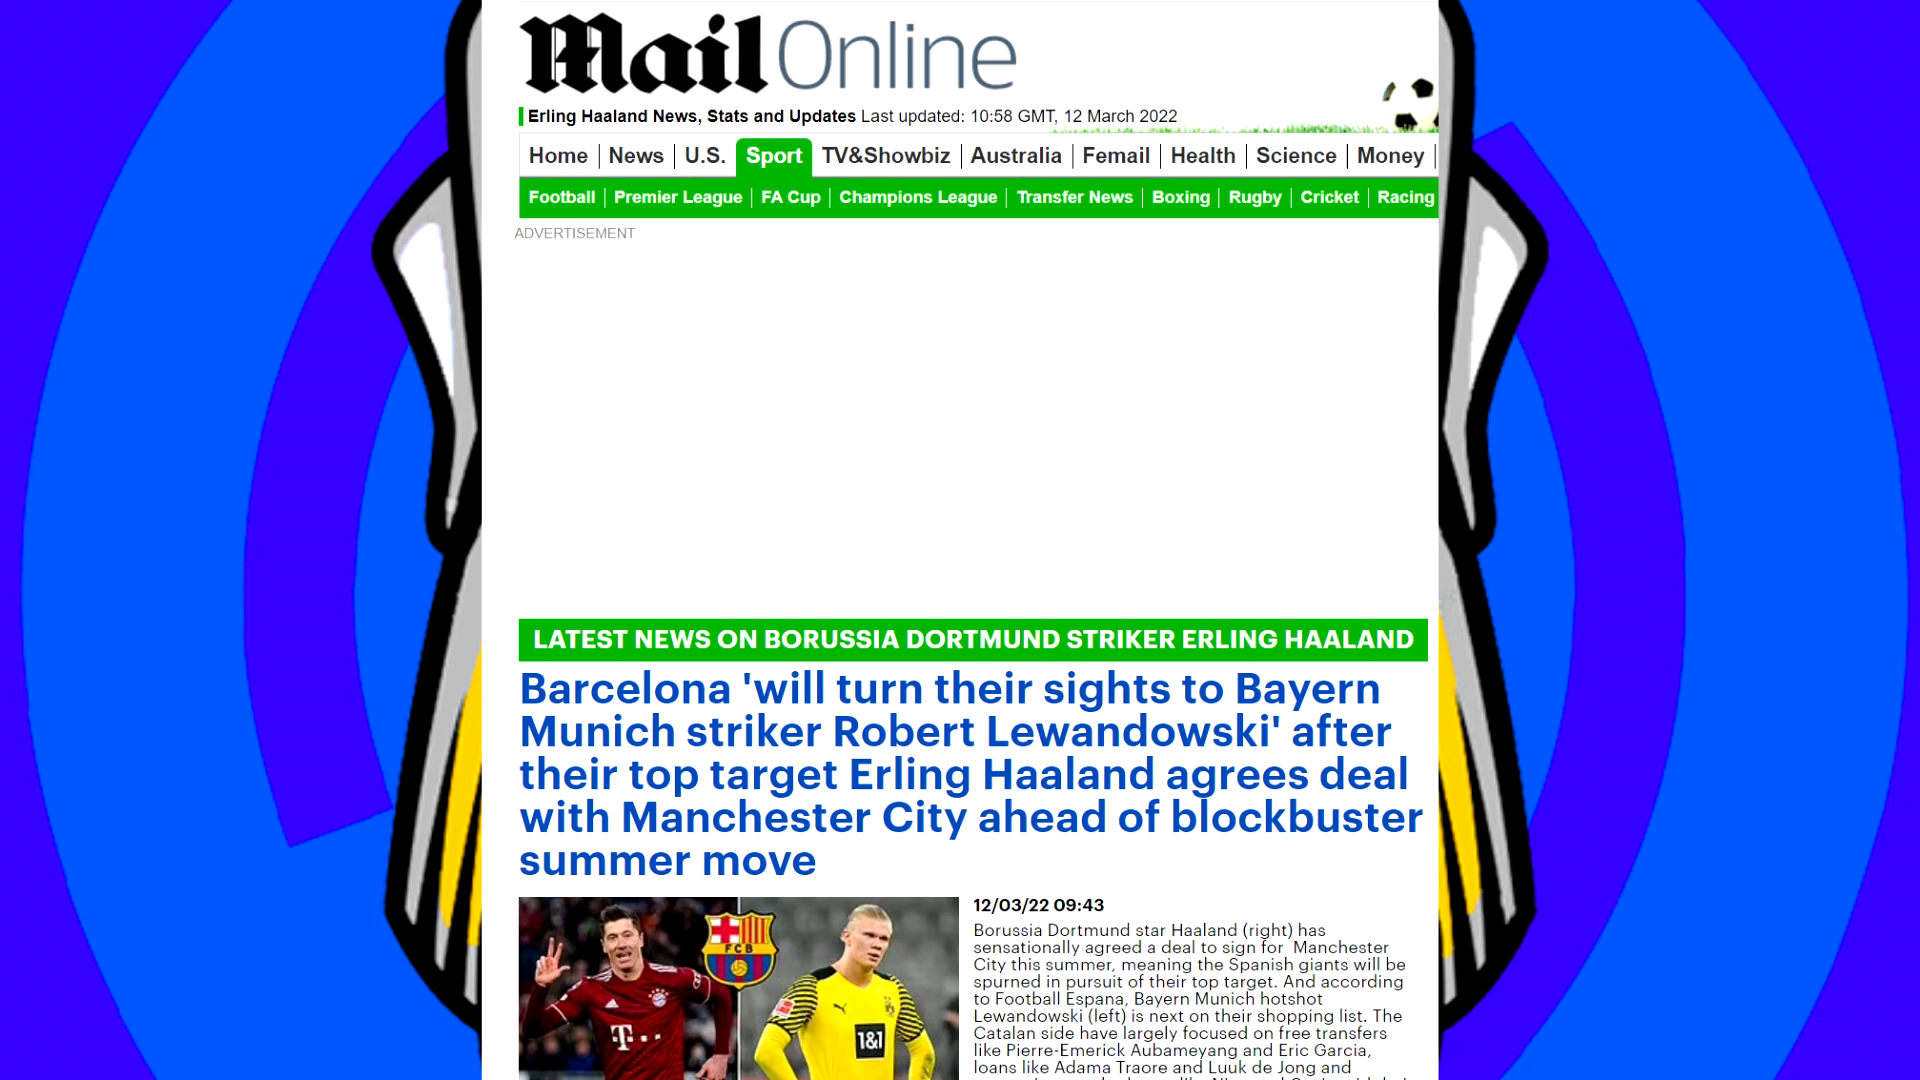 Mail Online
Erling Haaland News, Stats and Updates Last updated: 10:58 GMT, 12 March 2022
Home News U.S. Sport TV&Showbiz Australia Femail Health Science Money
Football Premier League FA Cup Champions League Transfer News Boxing Rugby Cricket Racing
ADVERTISEMENT
LATEST NEWS ON BORUSSIA DORTMUND STRIKER ERLING HAALAND
Barcelona 'will turn their sights to Bayern
Munich striker Robert Lewandowski' after
their top target Erling Haaland agrees deal
with Manchester City ahead of blockbuster
summer move
FCB
T
1&1
12/03/22 09:43
Borussia Dortmund star Haaland (right) has
sensationally agreed a deal to sign for Manchester
City this summer, meaning the Spanish giants will be
spurned in pursuit of their top target. And according
to Football Espana, Bayern Munich hotshot
Lewandowski (left) is next on their shopping list. The
Catalan side have largely focused on free transfers
like Pierre-Emerick Aubameyang and Eric Garcia,
loans like Adama Traore and Luuk de Jong and